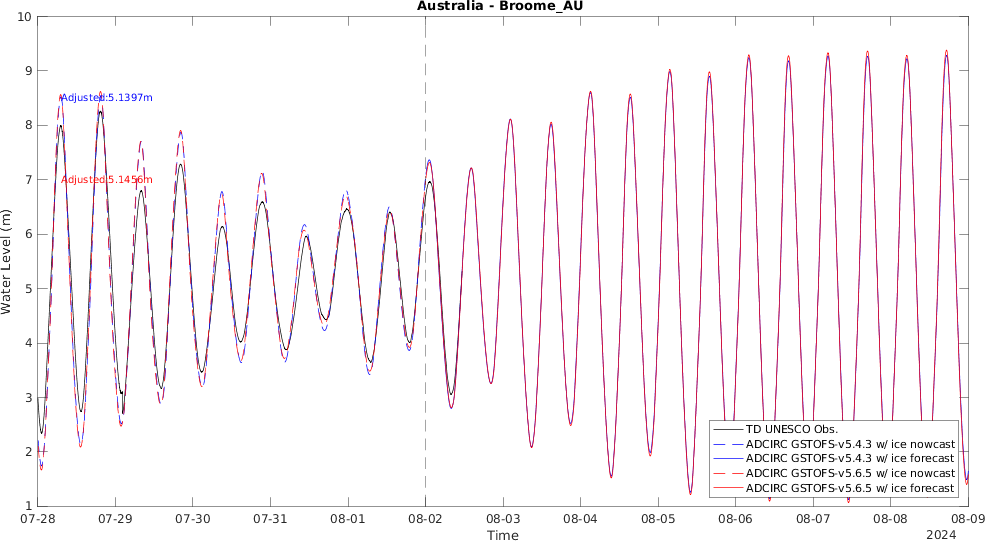 Australia - Broome_AU
10
9
8
7
6
5
4
3
2
1
Water Level (m)
Adjusted:5.1397m
Adjusted:5.1456m
TD UNESCO Obs.
ADCIRC GSTOFS-v5.4.3 w/ ice nowcast
ADCIRC GSTOFS-v5.4.3 w/ ice forecast
ADCIRC GSTOFS-v5.6.5 w/ ice nowcast
ADCIRC GSTOFS-v5.6.5 w/ ice forecast
07-28 07-29 07-30 07-31 08-01 08-02 08-03 08-04 08-05 08-06 08-07 08-08 08-09
Time
2024